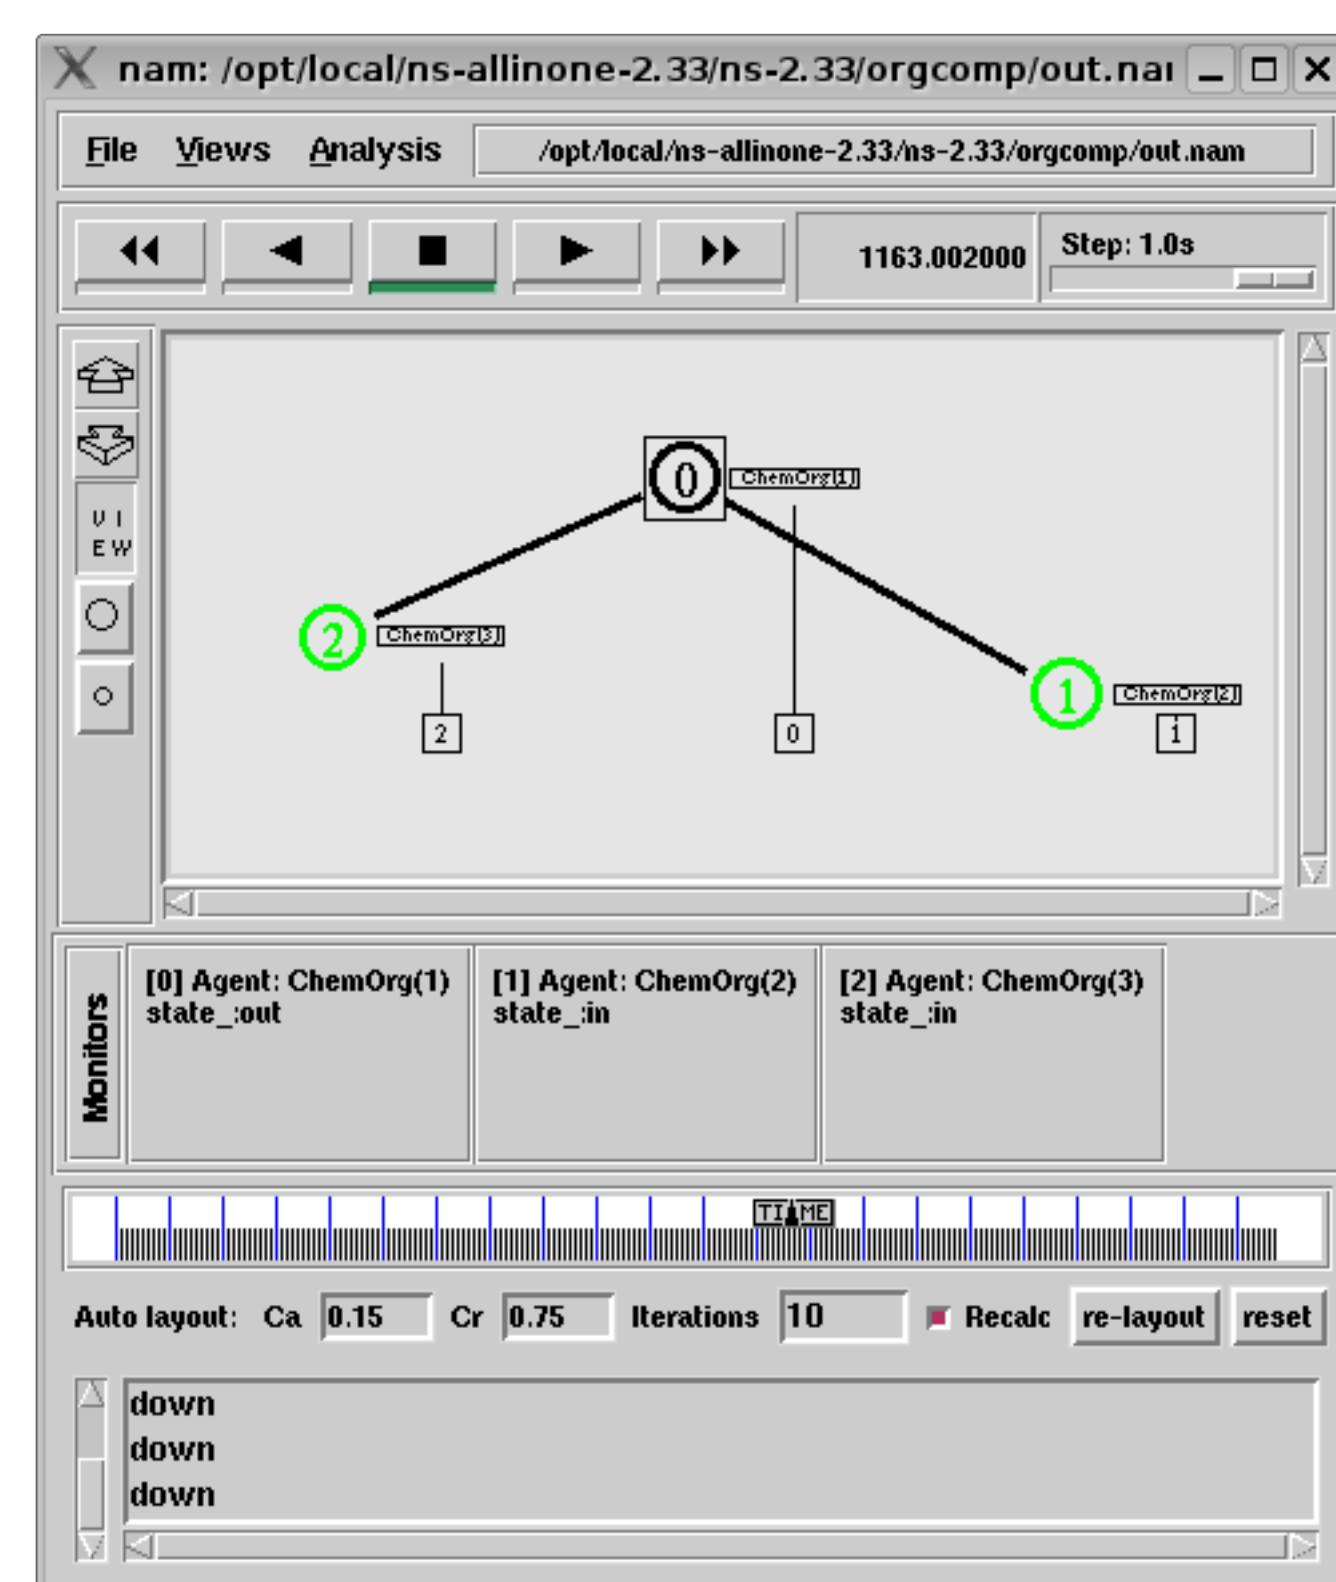 nam: /opt/local/ns-allinone-2.33/ns-2.33/orgcomp/out.nam
File Views Analysis /opt/local/ns-allinone-2.33/ns-2.33/orgcomp/out.nam
1163.002000 Step: 1.0s
VI
EW
0 ChemOrg(1)
2 ChemOrg(3)
1 ChemOrg(2)
2 0 1
Monitors
[0] Agent: ChemOrg(1)
state_:out
[1] Agent: ChemOrg(2)
state_:in
[2] Agent: ChemOrg(3)
state_:in
TIME
Auto layout: Ca 0.15 Cr 0.75 Iterations 10 Recalc re-layout reset
down
down
down